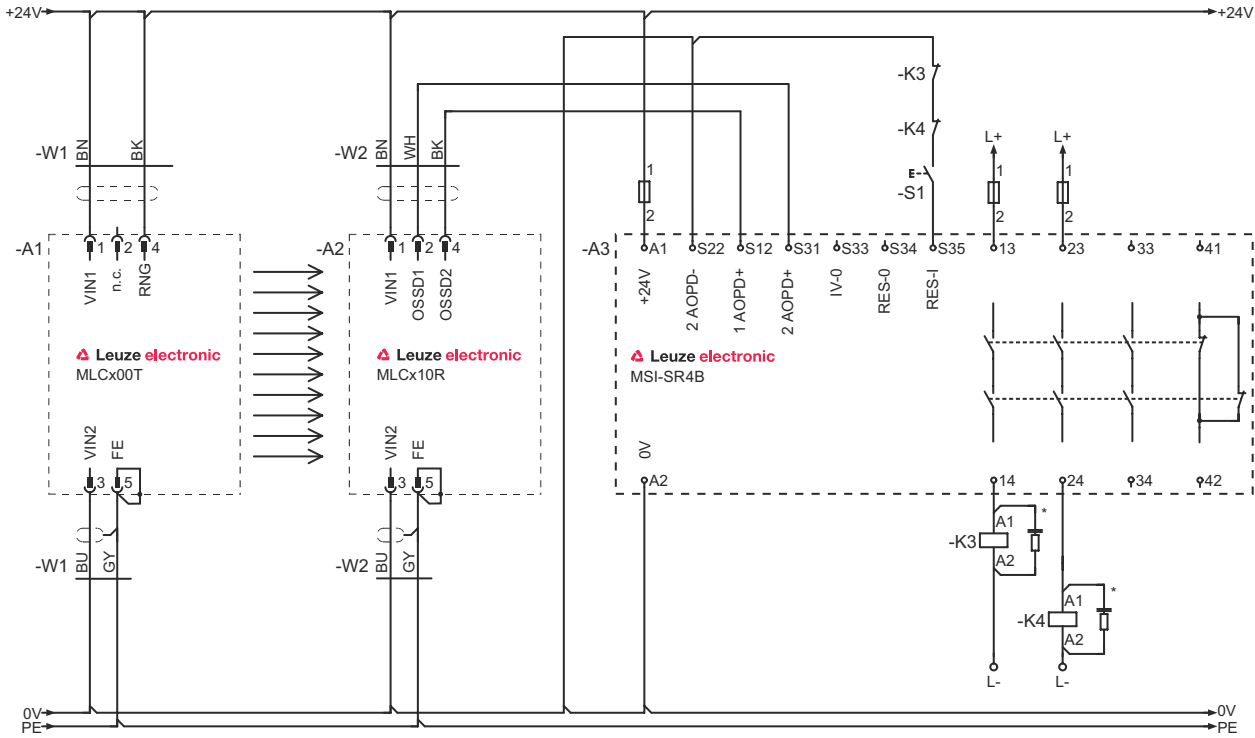 +24V +24V
-K3
-K4
L+ L+
-W1 BN BK -W2 BN WH BK
E -S1
1 1 1
2 2 2
-A1 1 2 4 -A2 1 2 4 -A3 A1 S22 S12 S31 S33 S34 S35 13 23 33 41
VIN1 n.c. RNG VIN1 OSSD1 OSSD2 +24V 2 AOPD- 1 AOPD+ 2 AOPD+ IV-0 RES-0 RES-I
Leuze electronic Leuze electronic Leuze electronic
MLCx00T MLCx10R MSI-SR4B
VIN2 FE VIN2 FE 0V
3 5 3 5 A2 14 24 34 42
A1 *
-K3
A2
-W1 BU GY -W2 BU GY
A1 *
-K4
A2
L- L-
0V 0V
PE PE